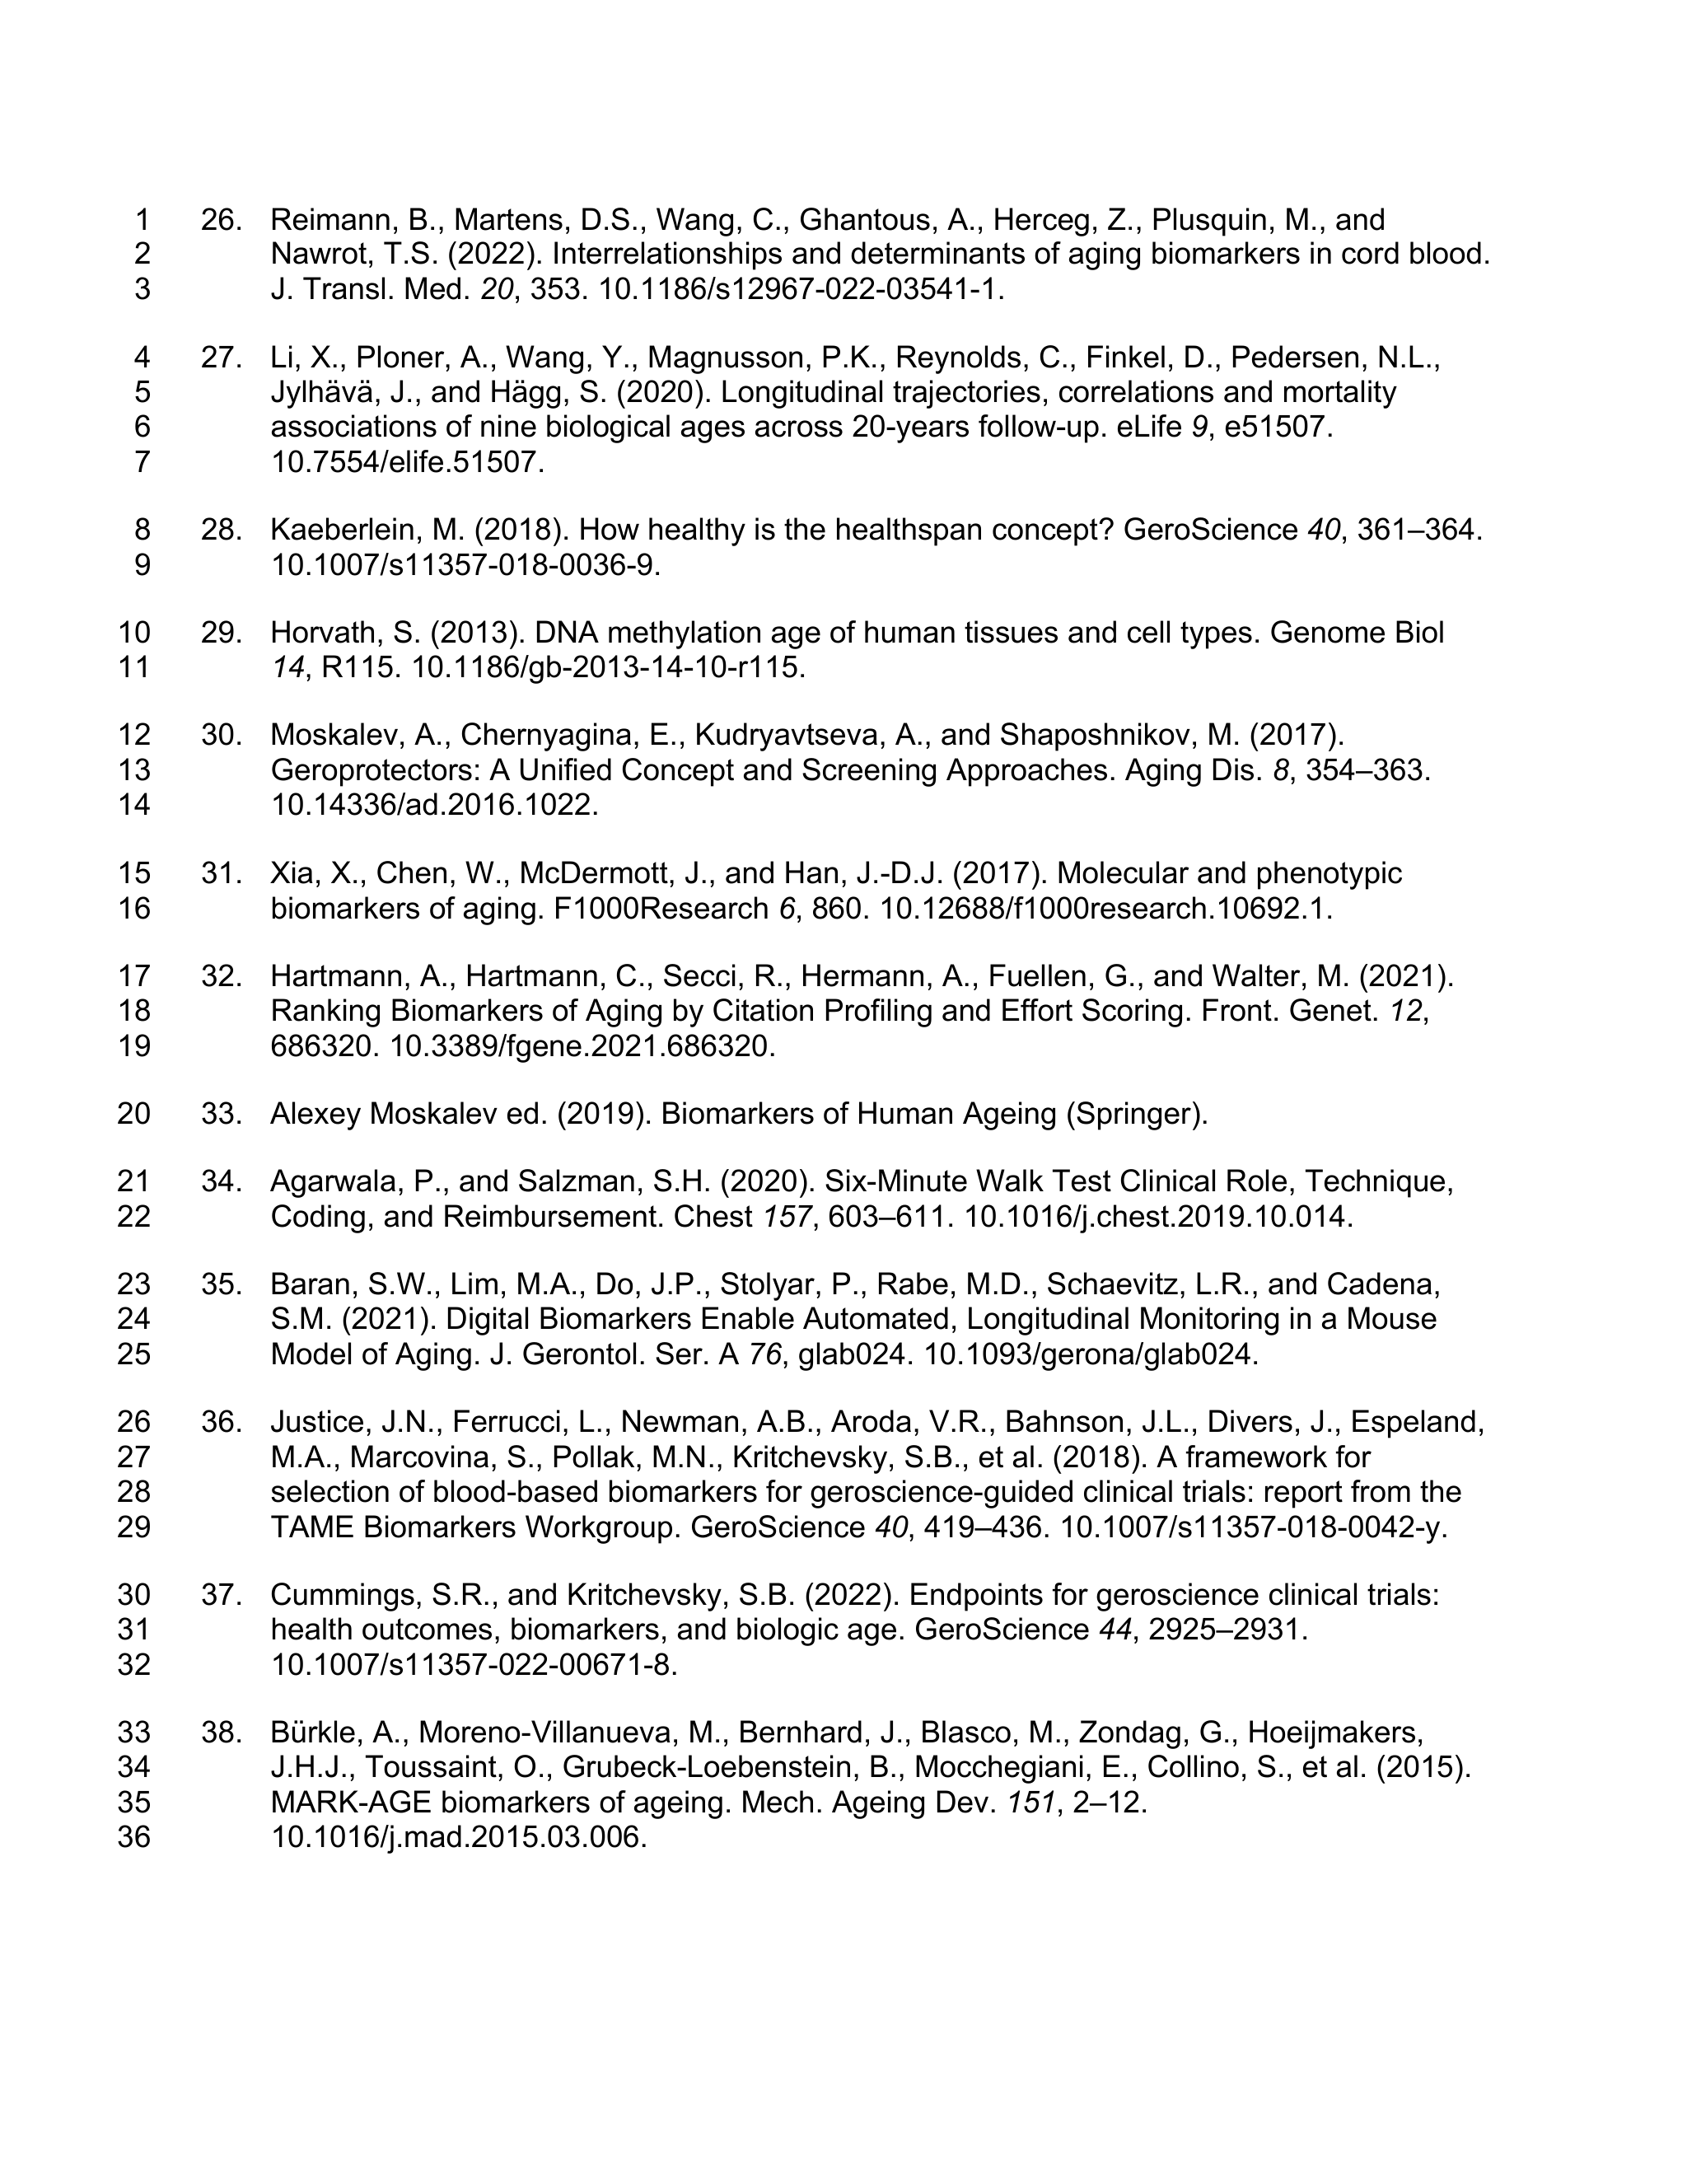 1 26. Reimann, B., Martens, D.S., Wang, C., Ghantous, A., Herceg, Z., Plusquin, M., and
2 Nawrot, T.S. (2022). Interrelationships and determinants of aging biomarkers in cord blood.
3 J. Transl. Med. 20, 353. 10.1186/s12967-022-03541-1.
4 27. Li, X., Ploner, A., Wang, Y., Magnusson, P.K., Reynolds, C., Finkel, D., Pedersen, N.L.,
5 Jylhävä, J., and Hägg, S. (2020). Longitudinal trajectories, correlations and mortality
6 associations of nine biological ages across 20-years follow-up. eLife 9, e51507.
7 10.7554/elife.51507.
8 28. Kaeberlein, M. (2018). How healthy is the healthspan concept? GeroScience 40, 361–364.
9 10.1007/s11357-018-0036-9.
10 29. Horvath, S. (2013). DNA methylation age of human tissues and cell types. Genome Biol
11 14, R115. 10.1186/gb-2013-14-10-r115.
12 30. Moskalev, A., Chernyagina, E., Kudryavtseva, A., and Shaposhnikov, M. (2017).
13 Geroprotectors: A Unified Concept and Screening Approaches. Aging Dis. 8, 354–363.
14 10.14336/ad.2016.1022.
15 31. Xia, X., Chen, W., McDermott, J., and Han, J.-D.J. (2017). Molecular and phenotypic
16 biomarkers of aging. F1000Research 6, 860. 10.12688/f1000research.10692.1.
17 32. Hartmann, A., Hartmann, C., Secci, R., Hermann, A., Fuellen, G., and Walter, M. (2021).
18 Ranking Biomarkers of Aging by Citation Profiling and Effort Scoring. Front. Genet. 12,
19 686320. 10.3389/fgene.2021.686320.
20 33. Alexey Moskalev ed. (2019). Biomarkers of Human Ageing (Springer).
21 34. Agarwala, P., and Salzman, S.H. (2020). Six-Minute Walk Test Clinical Role, Technique,
22 Coding, and Reimbursement. Chest 157, 603–611. 10.1016/j.chest.2019.10.014.
23 35. Baran, S.W., Lim, M.A., Do, J.P., Stolyar, P., Rabe, M.D., Schaevitz, L.R., and Cadena,
24 S.M. (2021). Digital Biomarkers Enable Automated, Longitudinal Monitoring in a Mouse
25 Model of Aging. J. Gerontol. Ser. A 76, glab024. 10.1093/gerona/glab024.
26 36. Justice, J.N., Ferrucci, L., Newman, A.B., Aroda, V.R., Bahnson, J.L., Divers, J., Espeland,
27 M.A., Marcovina, S., Pollak, M.N., Kritchevsky, S.B., et al. (2018). A framework for
28 selection of blood-based biomarkers for geroscience-guided clinical trials: report from the
29 TAME Biomarkers Workgroup. GeroScience 40, 419–436. 10.1007/s11357-018-0042-y.
30 37. Cummings, S.R., and Kritchevsky, S.B. (2022). Endpoints for geroscience clinical trials:
31 health outcomes, biomarkers, and biologic age. GeroScience 44, 2925–2931.
32 10.1007/s11357-022-00671-8.
33 38. Bürkle, A., Moreno-Villanueva, M., Bernhard, J., Blasco, M., Zondag, G., Hoeijmakers,
34 J.H.J., Toussaint, O., Grubeck-Loebenstein, B., Mocchegiani, E., Collino, S., et al. (2015).
35 MARK-AGE biomarkers of ageing. Mech. Ageing Dev. 151, 2–12.
36 10.1016/j.mad.2015.03.006.